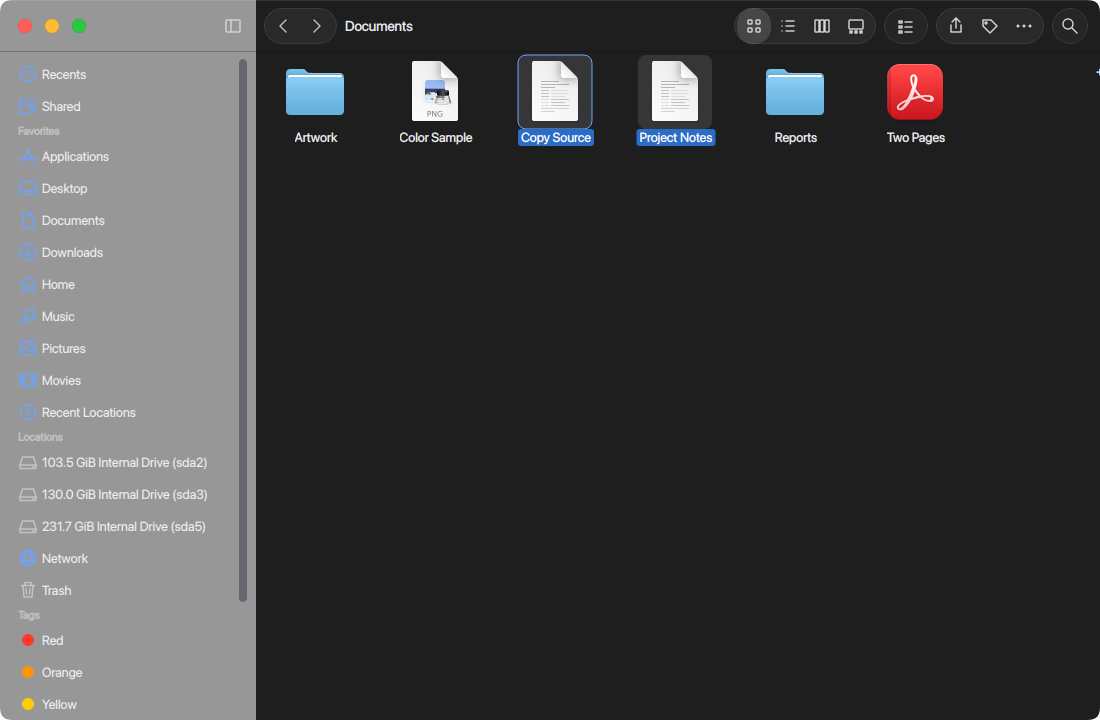 Documents
Recents
Shared
Favorites
Applications
Desktop
Documents
Downloads
Home
Music
Pictures
Movies
Recent Locations
Locations
103.5 GiB Internal Drive (sda2)
130.0 GiB Internal Drive (sda3)
231.7 GiB Internal Drive (sda5)
Network
Trash
Tags
Red
Orange
Yellow
PNG
Artwork
Color Sample
Copy Source
Project Notes
Reports
Two Pages